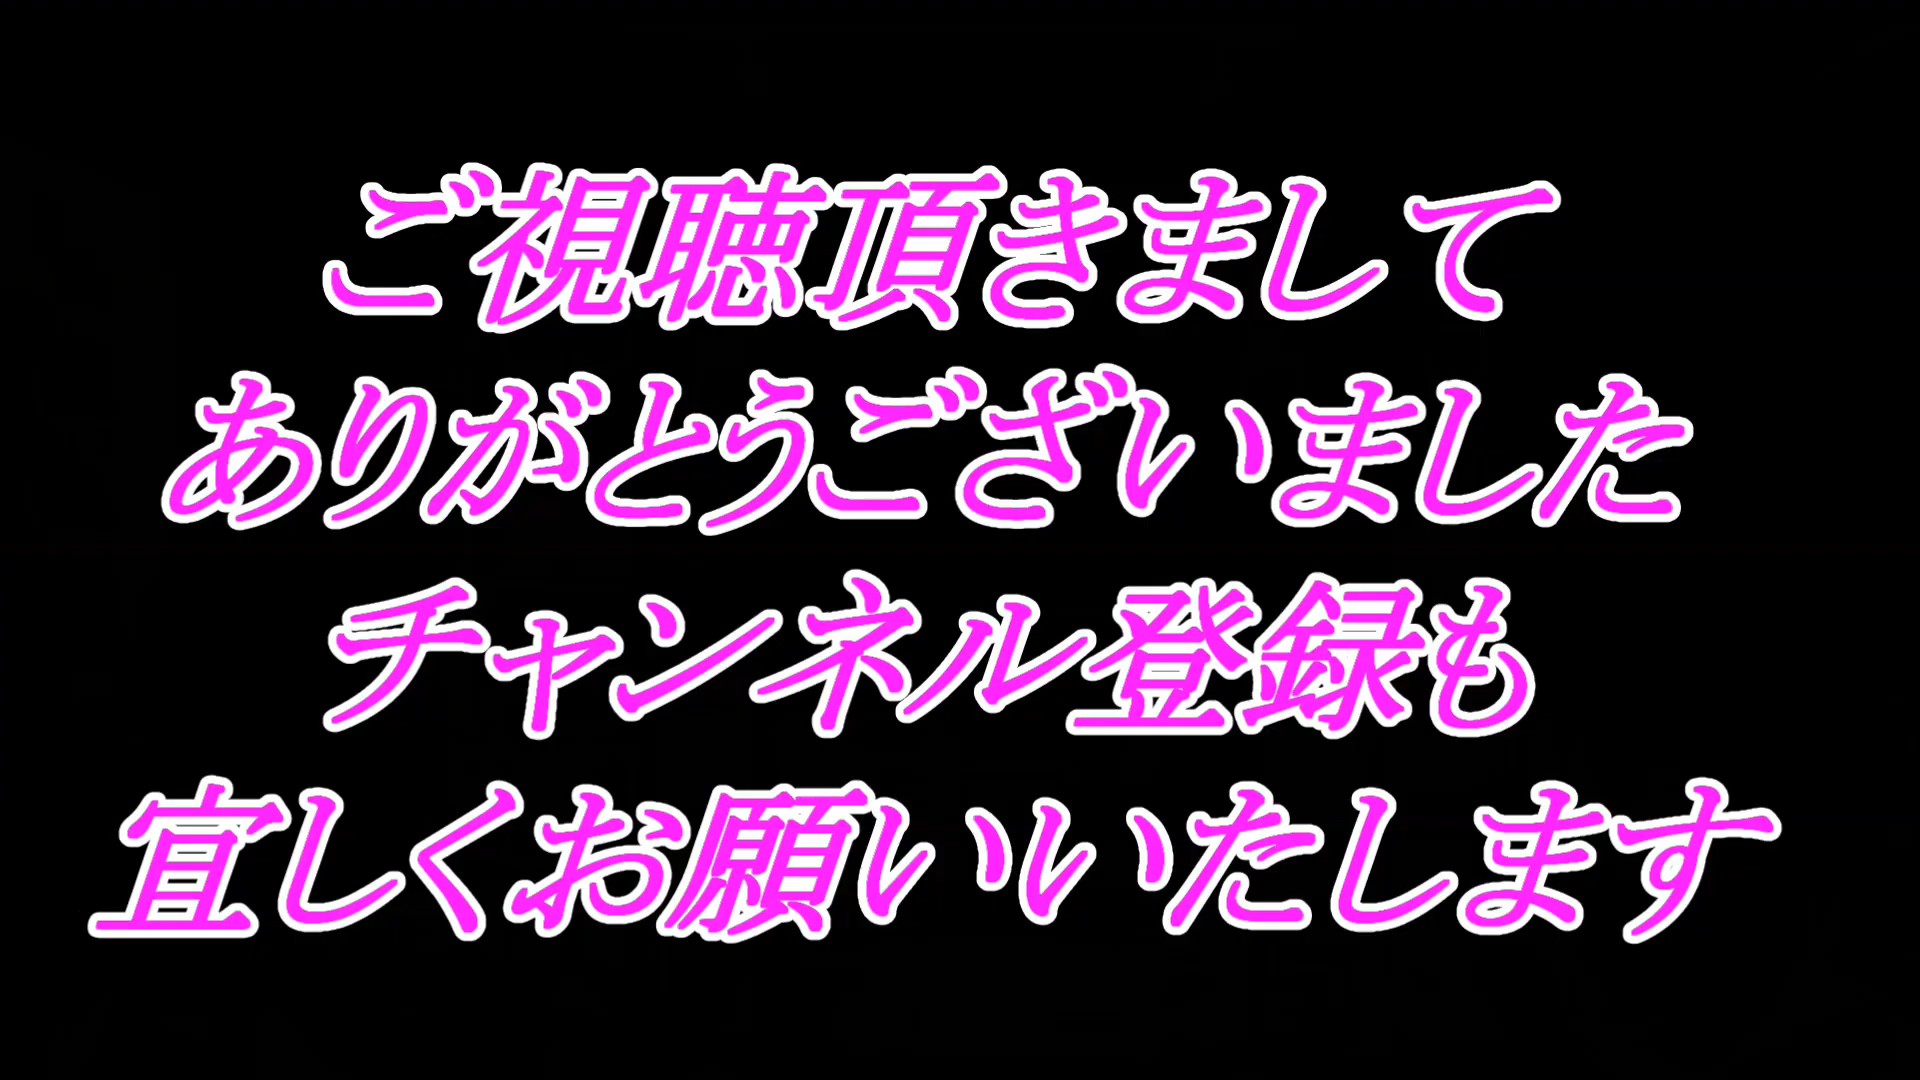 ご視聴頂きまして
ありがとうございました
チャンネル登録も
宜しくお願いいたします